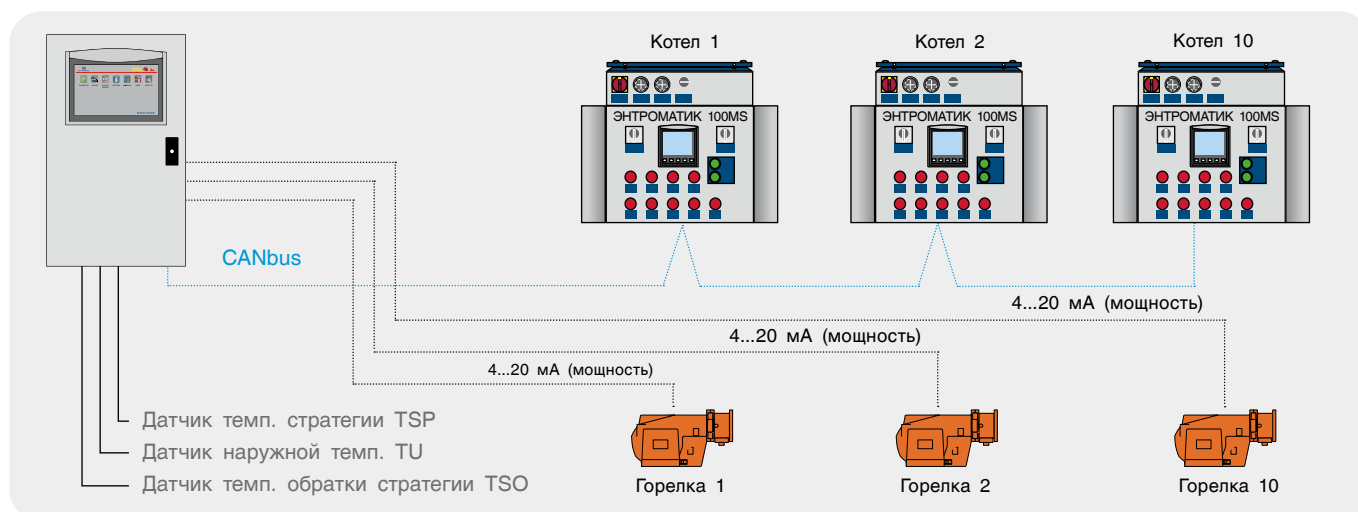 Котел 1
Котел 2
Котел 10
ЭНТРОМАТИК 100MS
ЭНТРОМАТИК 100MS
ЭНТРОМАТИК 100MS
CANbus
4...20 мА (мощность)
4...20 мА (мощность)
4...20 мА (мощность)
Датчик темп. стратегии TSP
Датчик наружной темп. TU
Датчик темп. обратки стратегии TSO
Горелка 1
Горелка 2
Горелка 10